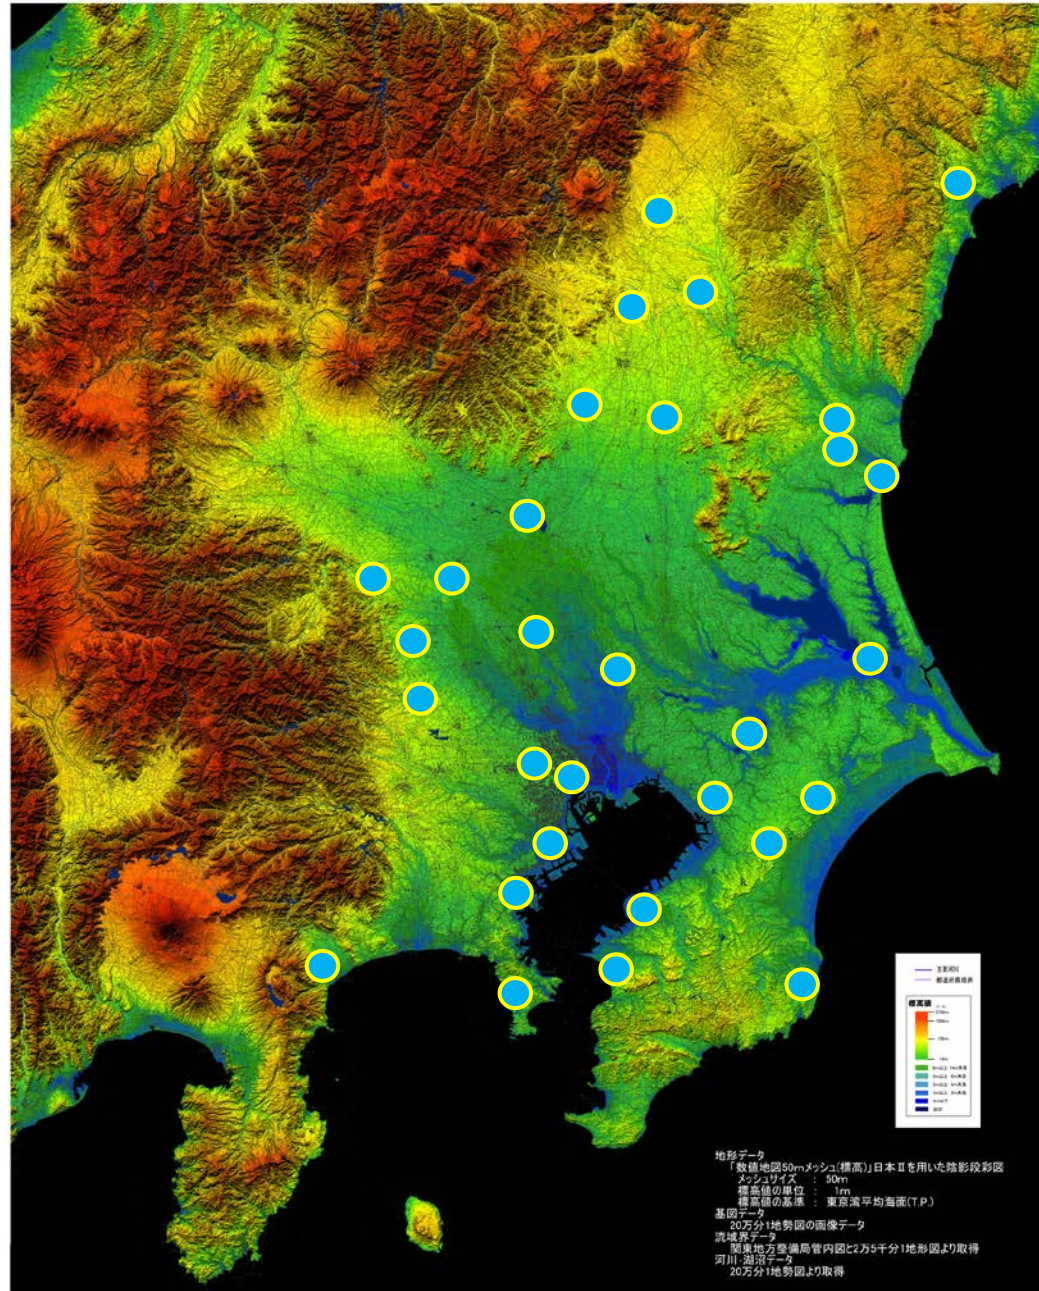 主要河川
都道府県境界
標高値
地形データ
「数値地図50mメッシュ(標高)」日本Ⅱを用いた陰影段彩図
メッシュサイズ : 50m
標高値の単位 : 1m
標高値の基準 : 東京湾平均海面(T.P.)
基図データ
20万分1地勢図の画像データ
流域界データ
関東地方整備局管内図と2万5千分1地形図より取得
河川・湖沼データ
20万分1地勢図より取得